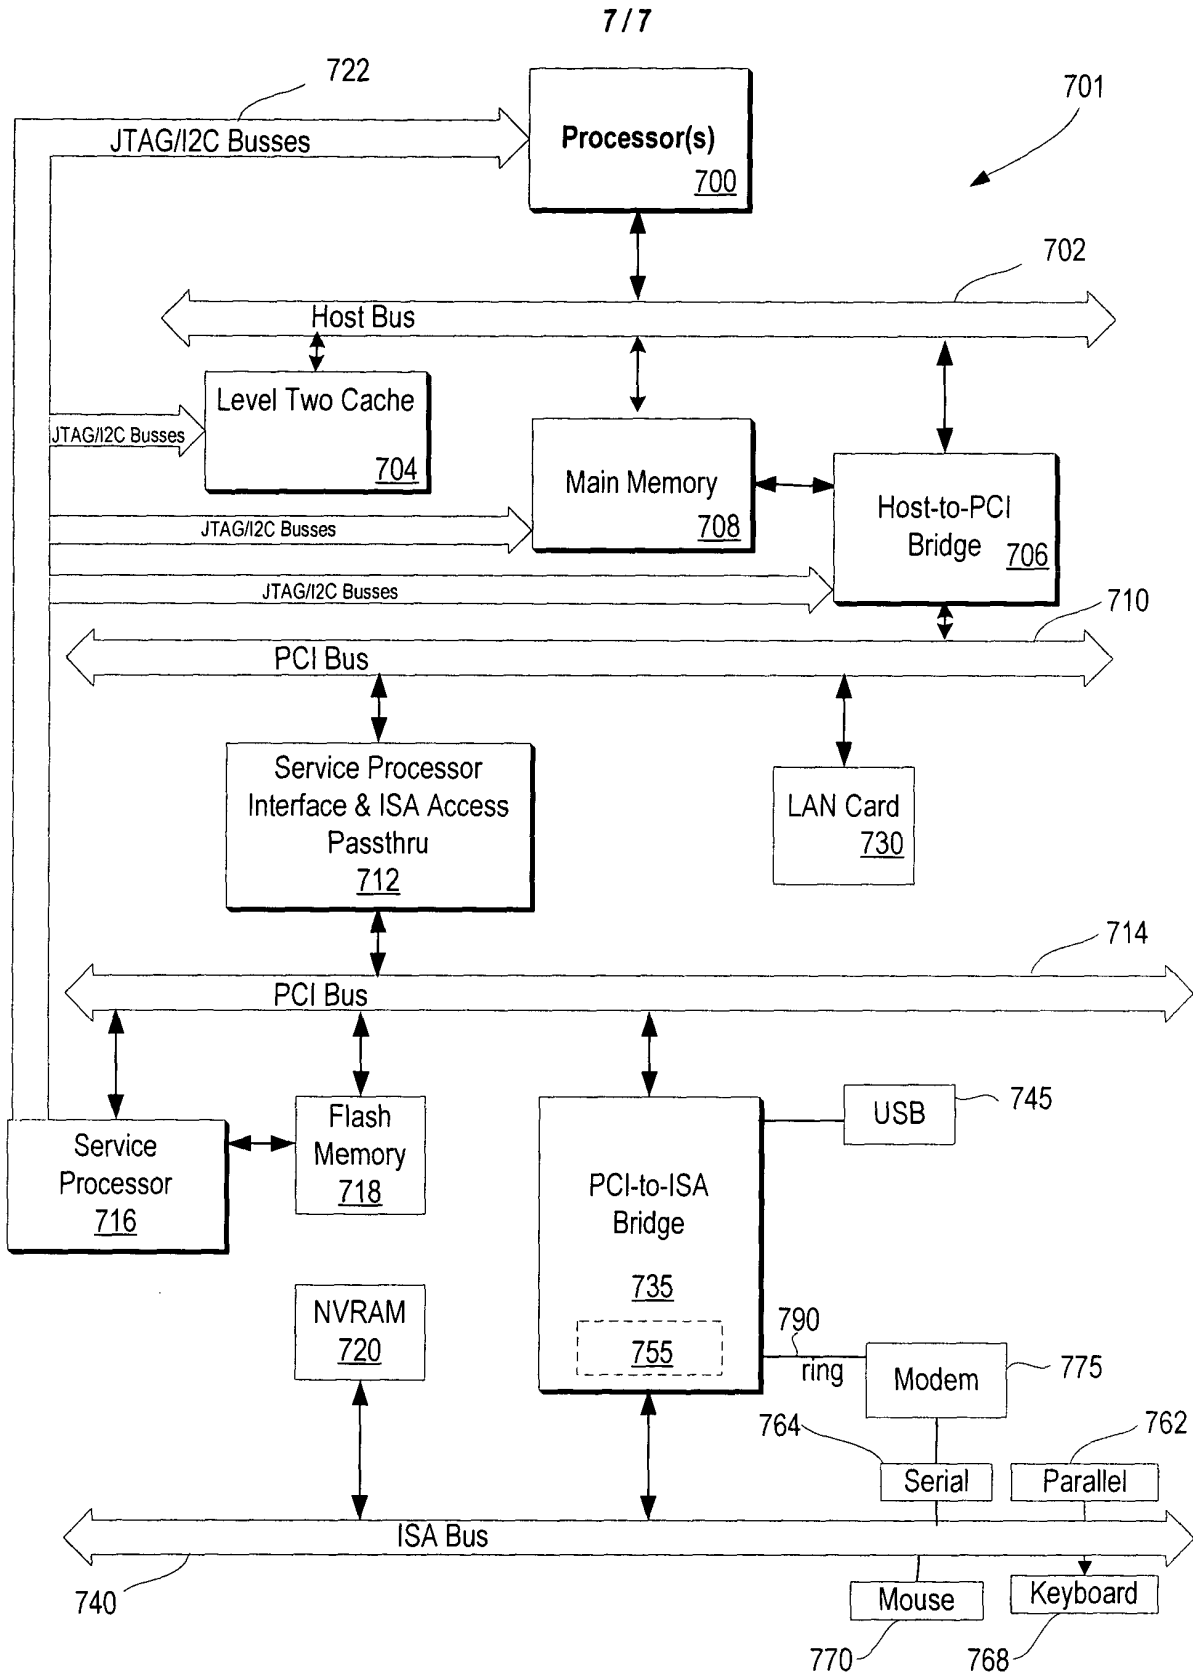 7 / 7
722
701
JTAG/I2C Busses
Processor(s)
700
702
Host Bus
Level Two Cache
704
JTAG/I2C Busses
Main Memory
708
Host-to-PCI
Bridge
706
JTAG/I2C Busses
JTAG/I2C Busses
710
PCI Bus
Service Processor
Interface & ISA Access
Passthru
712
LAN Card
730
714
PCI Bus
Service
Processor
716
Flash
Memory
718
USB
745
PCI-to-ISA
Bridge
735
755
NVRAM
720
790
ring
Modem
775
764
762
Serial
Parallel
ISA Bus
740
Mouse
Keyboard
770
768